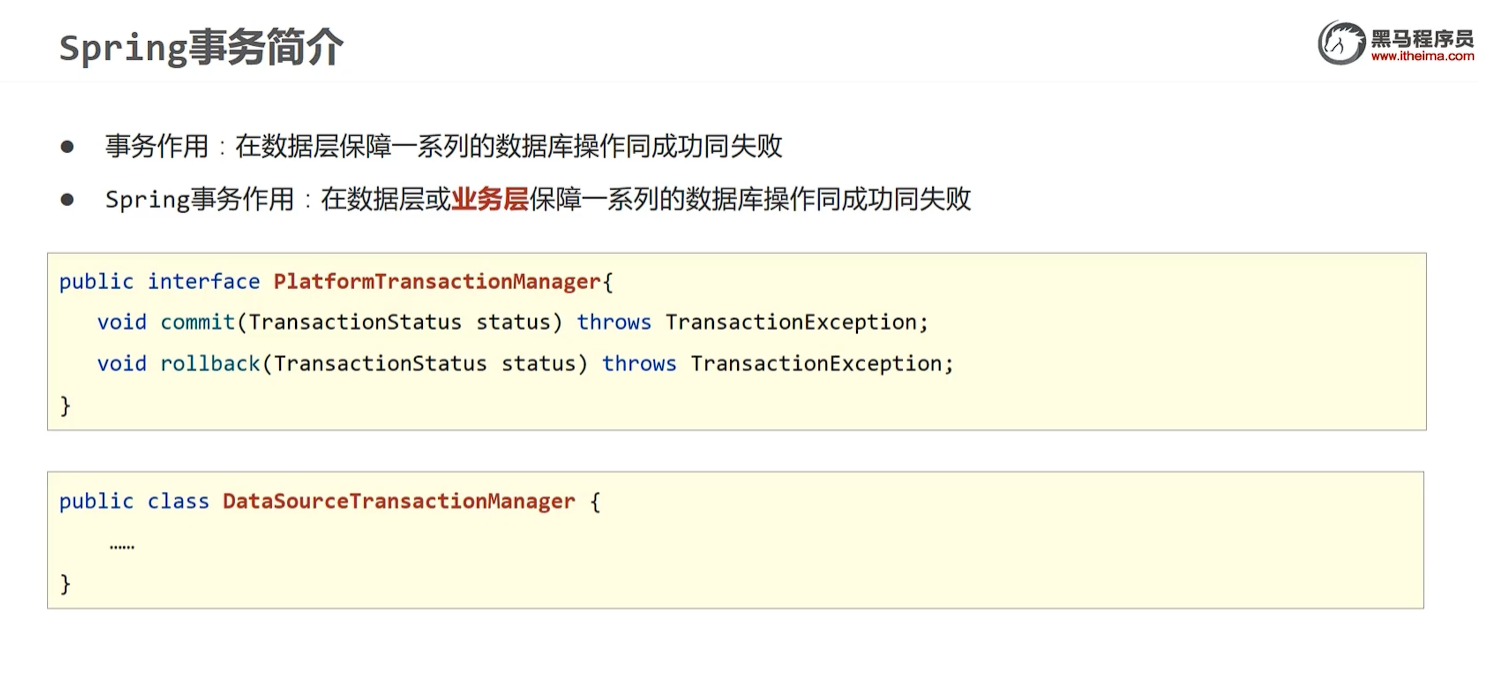 Spring事务简介
黑马程序员
www.itheima.com
● 事务作用：在数据层保障一系列的数据库操作同成功同失败
● Spring事务作用：在数据层或业务层保障一系列的数据库操作同成功同失败
public interface PlatformTransactionManager{
void commit(TransactionStatus status) throws TransactionException;
void rollback(TransactionStatus status) throws TransactionException;
}
public class DataSourceTransactionManager {
……
}